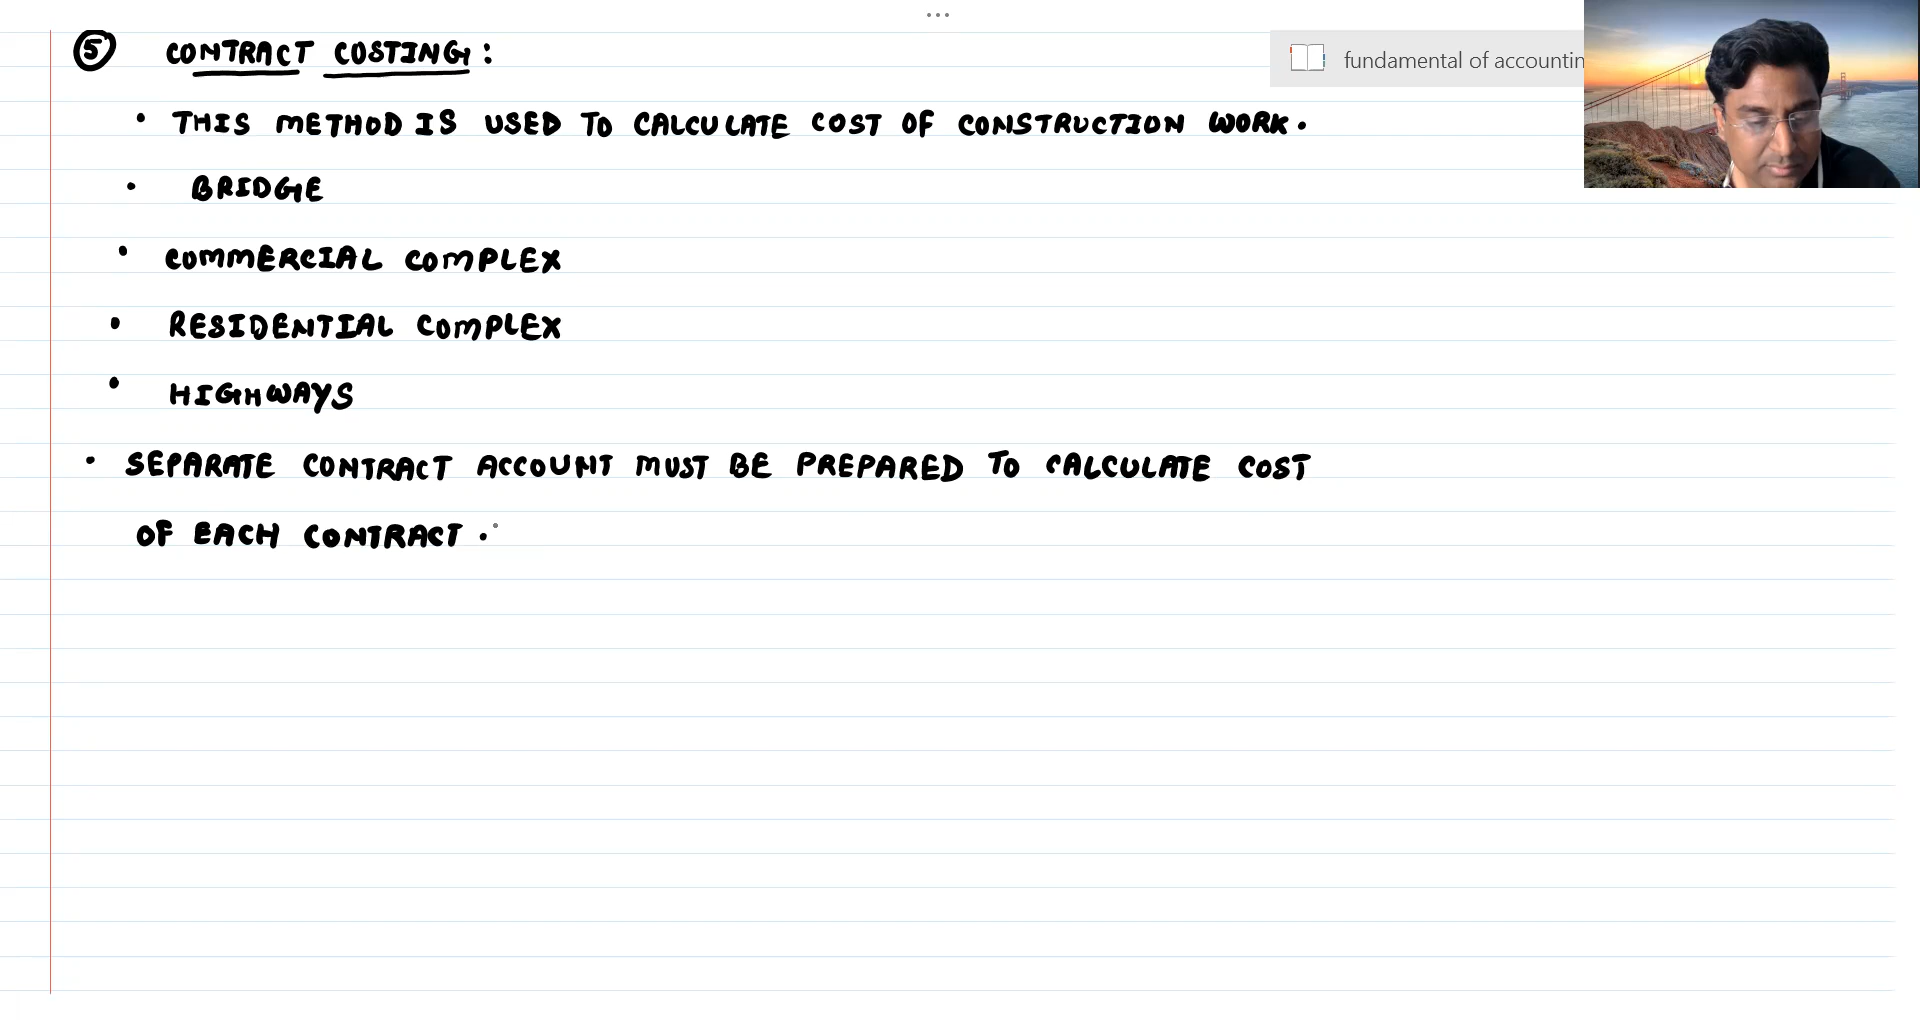 ⑤ CONTRACT COSTING :
fundamental of accountin
• THIS METHOD IS USED TO CALCULATE COST OF CONSTRUCTION WORK.
• BRIDGE
• COMMERCIAL COMPLEX
• RESIDENTIAL COMPLEX
• HIGHWAYS
• SEPARATE CONTRACT ACCOUNT MUST BE PREPARED TO CALCULATE COST
OF EACH CONTRACT.